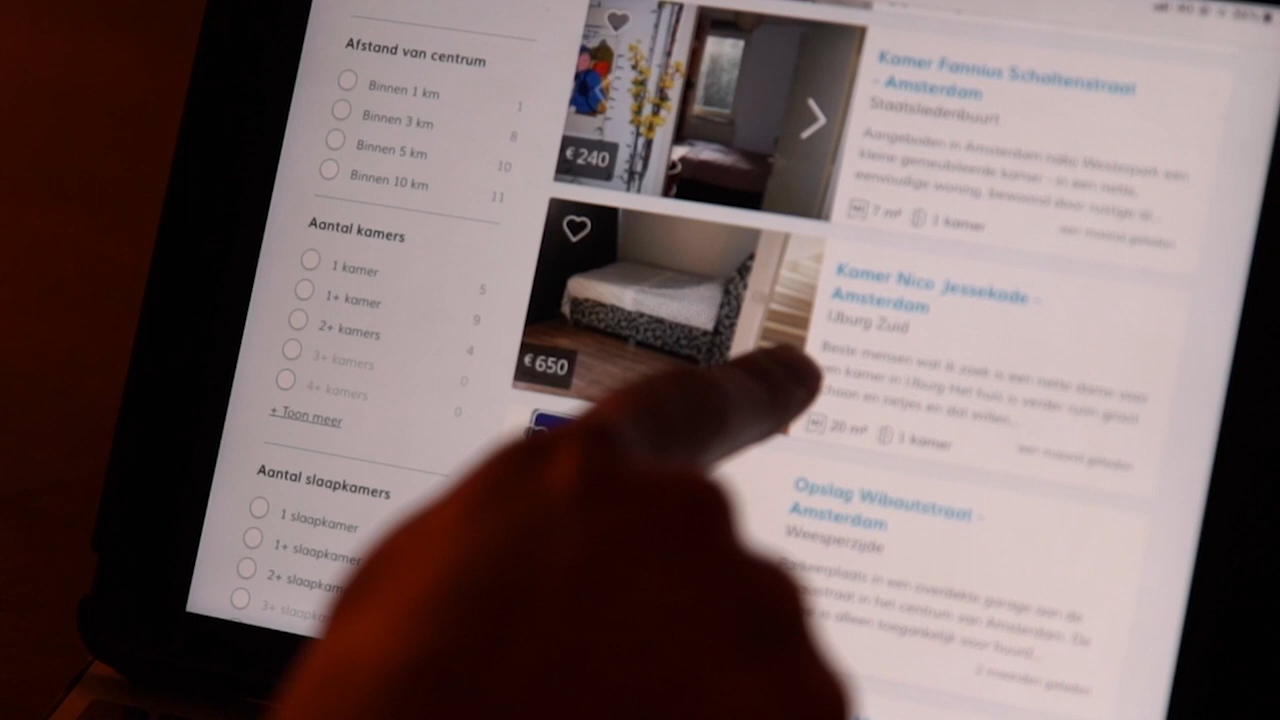 Afstand van centrum
Binnen 1 km 1
Binnen 3 km 8
Binnen 5 km 10
Binnen 10 km 11
Aantal kamers
1 kamer 5
1+ kamer 9
2+ kamers 4
3+ kamers 0
4+ kamers 0
+ Toon meer
Aantal slaapkamers
1 slaapkamer
1+ slaapkamer
2+ slaapkam
3+ slaapka
€ 240
€ 650
Kamer Fannius Scholtenstraat
- Amsterdam
Staatsliedenbuurt
Aangeboden in Amsterdam nabij Westerpark een
kleine gemeubileerde kamer - in een nette,
eenvoudige woning, bewoond door rustige
7 m² 1 kamer
een maand geleden
Kamer Nico Jessekade -
Amsterdam
IJburg Zuid
Beste mensen wat ik zoek is een nette dame voor
een kamer in IJburg Het huis is verder ruim groot
schoon en netjes en dat willen...
20 m² 1 kamer
een maand geleden
Opslag Wibautstraat -
Amsterdam
Weesperzijde
in een overdekte garage aan de
in het centrum van Amsterdam. De
is alleen toegankelijk voor
2 maanden geleden